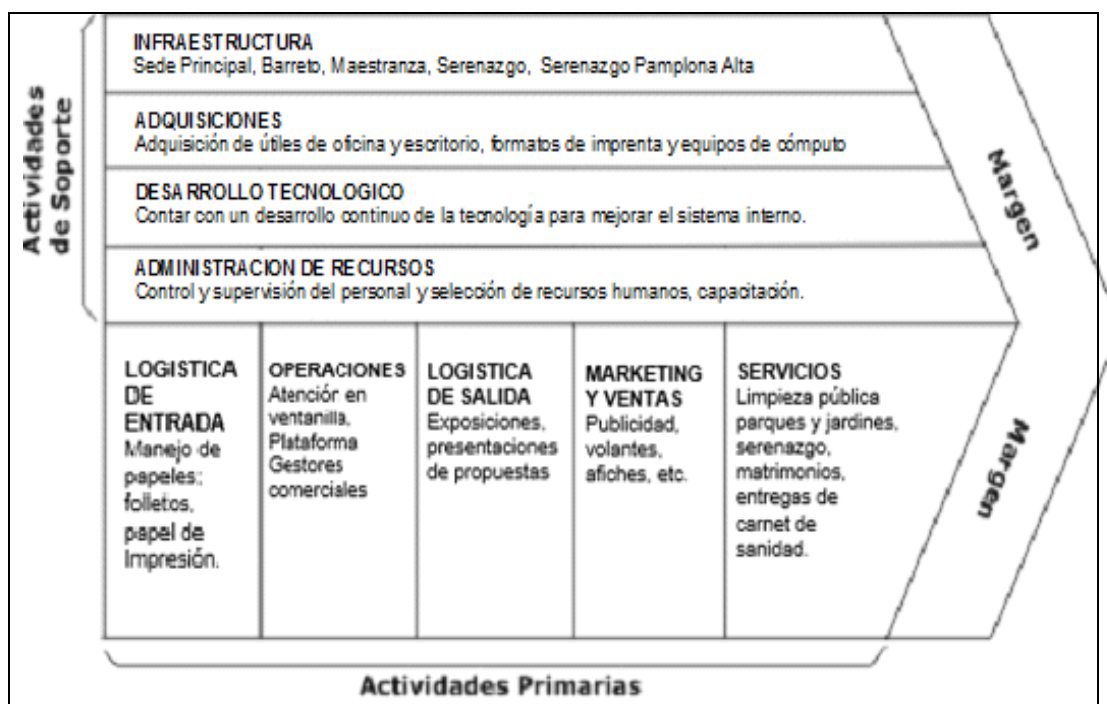 Actividades
de Soporte
INFRAESTRUCTURA
Sede Principal, Barreto, Maestranza, Serenazgo, Serenazgo Pamplona Alta
ADQUISICIONES
Adquisición de útiles de oficina y escritorio, formatos de imprenta y equipos de cómputo
DESARROLLO TECNOLOGICO
Contar con un desarrollo continuo de la tecnología para mejorar el sistema interno.
ADMINISTRACION DE RECURSOS
Control y supervisión del personal y selección de recursos humanos, capacitación.
Margen
LOGISTICA
DE
ENTRADA
Manejo de
papeles;
folletos,
papel de
Impresión.
OPERACIONES
Atención en
ventanilla,
Plataforma
Gestores
comerciales
LOGISTICA
DE SALIDA
Exposiciones,
presentaciones
de propuestas
MARKETING
Y VENTAS
Publicidad,
volantes,
afiches, etc.
SERVICIOS
Limpieza pública
parques y jardines,
serenazgo,
matrimonios,
entregas de
carnet de
sanidad.
Margen
Actividades Primarias